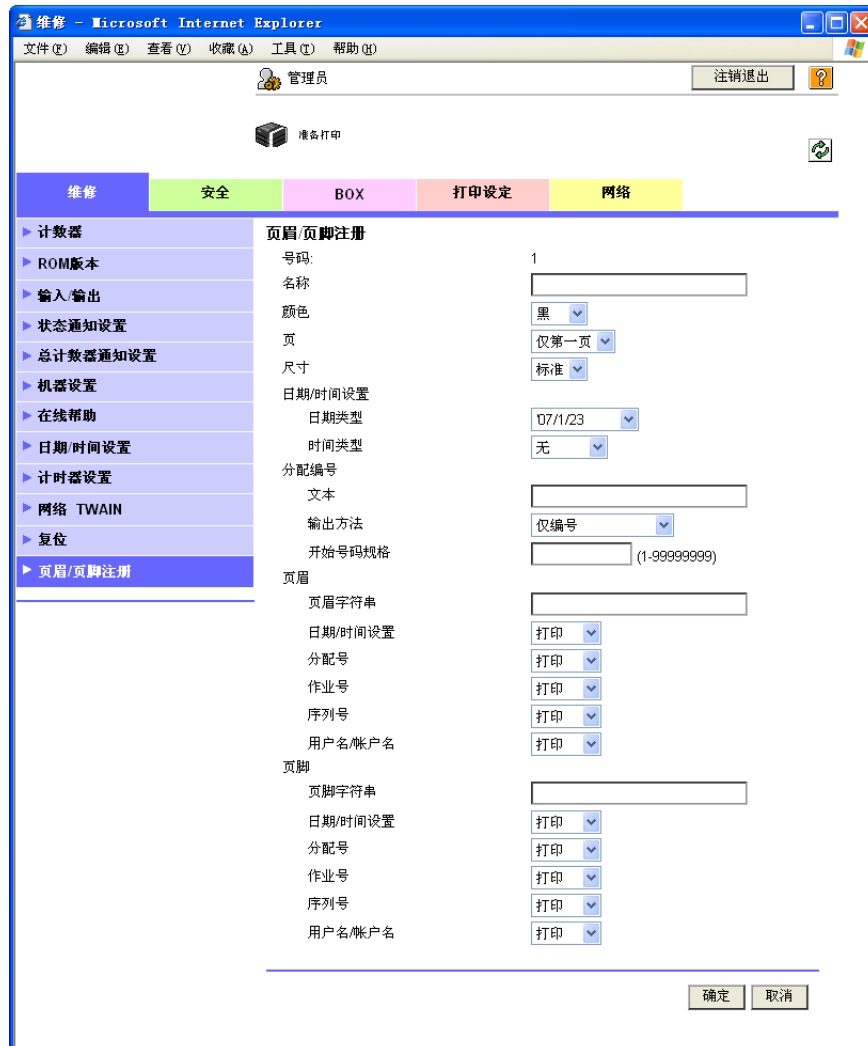 维修 - Microsoft Internet Explorer
文件(F) 编辑(E) 查看(V) 收藏(A) 工具(T) 帮助(H)
管理员 注销退出 ?
准备打印
维修 安全 BOX 打印设定 网络
计数器
ROM版本
输入/输出
状态通知设置
总计数器通知设置
机器设置
在线帮助
日期/时间设置
计时器设置
网络 TWAIN
复位
页眉/页脚注册
页眉/页脚注册
号码: 1
名称
颜色 黑
页 仅第一页
尺寸 标准
日期/时间设置
日期类型 '07/1/23
时间类型 无
分配编号
文本
输出方法 仅编号
开始号码规格 (1-99999999)
页眉
页眉字符串
日期/时间设置 打印
分配号 打印
作业号 打印
序列号 打印
用户名/帐户名 打印
页脚
页脚字符串
日期/时间设置 打印
分配号 打印
作业号 打印
序列号 打印
用户名/帐户名 打印
确定 取消